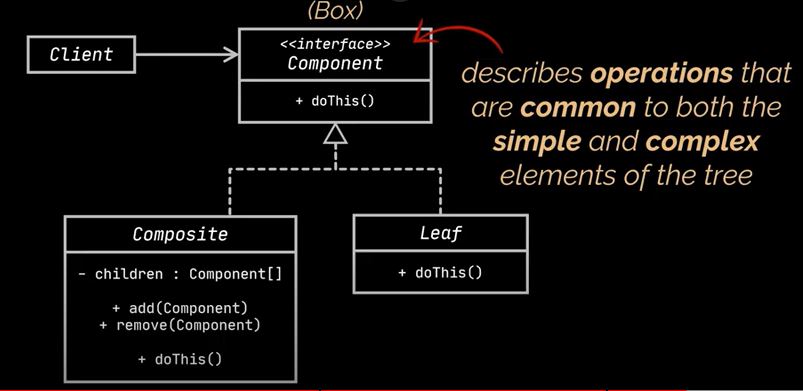 (Box)
Client
<<interface>>
Component
+ doThis()
describes operations that
are common to both the
simple and complex
elements of the tree
Composite
- children : Component[]
+ add(Component)
+ remove(Component)
+ doThis()
Leaf
+ doThis()